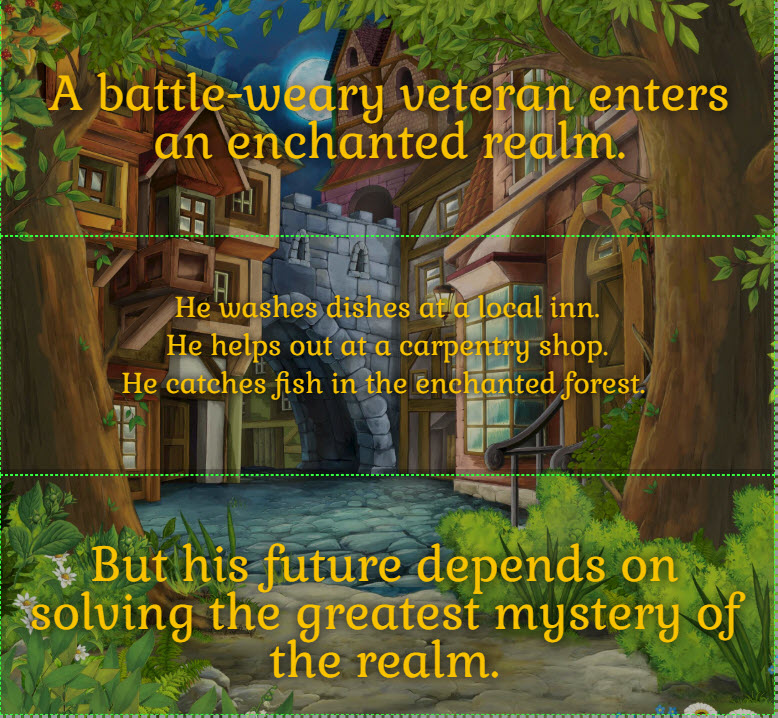 A battle-weary veteran enters
an enchanted realm.
He washes dishes at a local inn.
He helps out at a carpentry shop.
He catches fish in the enchanted forest.
But his future depends on
solving the greatest mystery of
the realm.